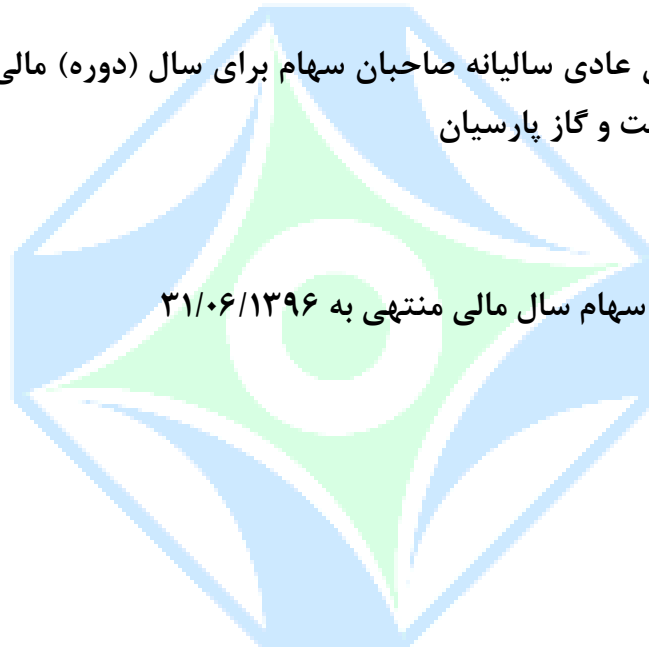 عادی سالیانه صاحبان سهام برای سال (دوره) مالی
و گاز پارسیان
سهام سال مالی منتهی به ۳۱/۰۶/۱۳۹۶